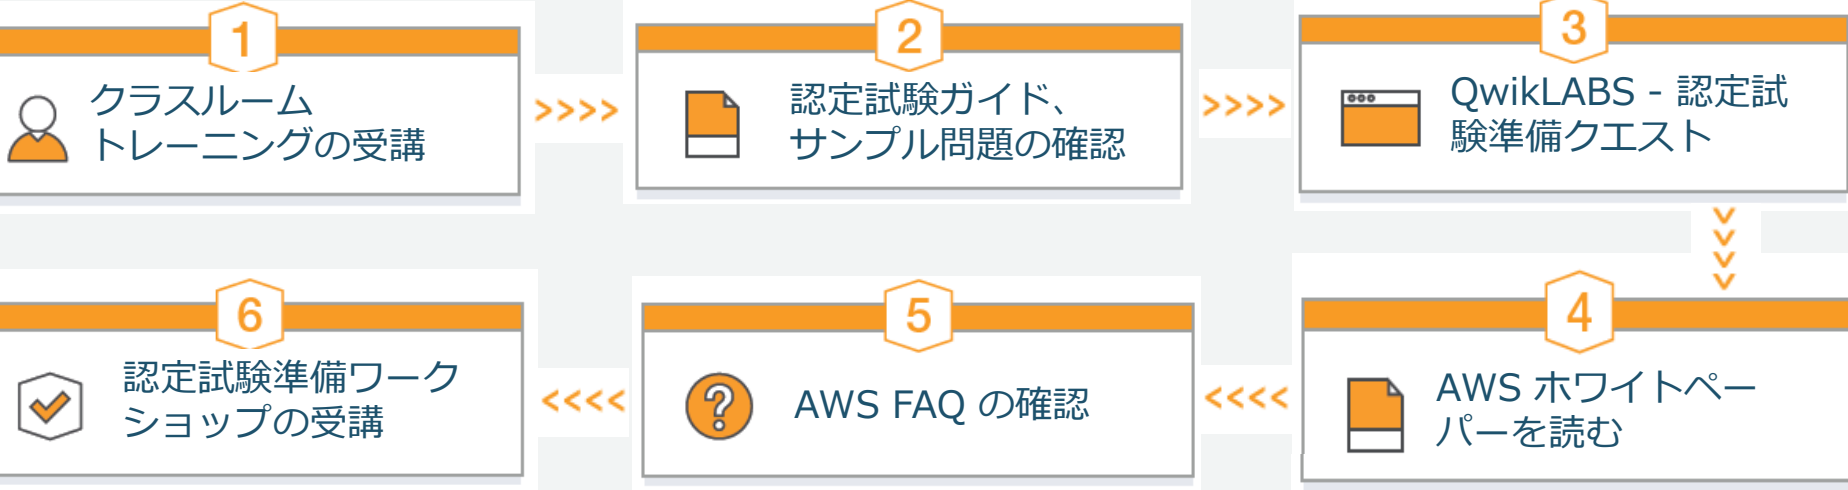 1
クラスルーム
トレーニングの受講
>>>>
2
認定試験ガイド、
サンプル問題の確認
>>>>
3
QwikLABS - 認定試
験準備クエスト
4
AWS ホワイトペー
パーを読む
<<<<
5
?
AWS FAQ の確認
<<<<
6
認定試験準備ワーク
ショップの受講